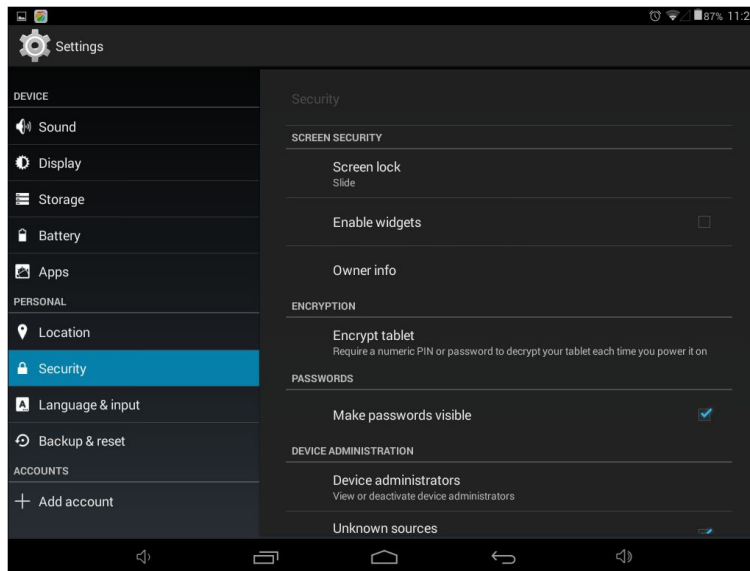 87% 11:2
Settings
DEVICE
Sound
Display
Storage
Battery
Apps
PERSONAL
Location
Security
Language & input
Backup & reset
ACCOUNTS
Add account
Security
SCREEN SECURITY
Screen lock
Slide
Enable widgets
Owner info
ENCRYPTION
Encrypt tablet
Require a numeric PIN or password to decrypt your tablet each time you power it on
PASSWORDS
Make passwords visible
DEVICE ADMINISTRATION
Device administrators
View or deactivate device administrators
Unknown sources